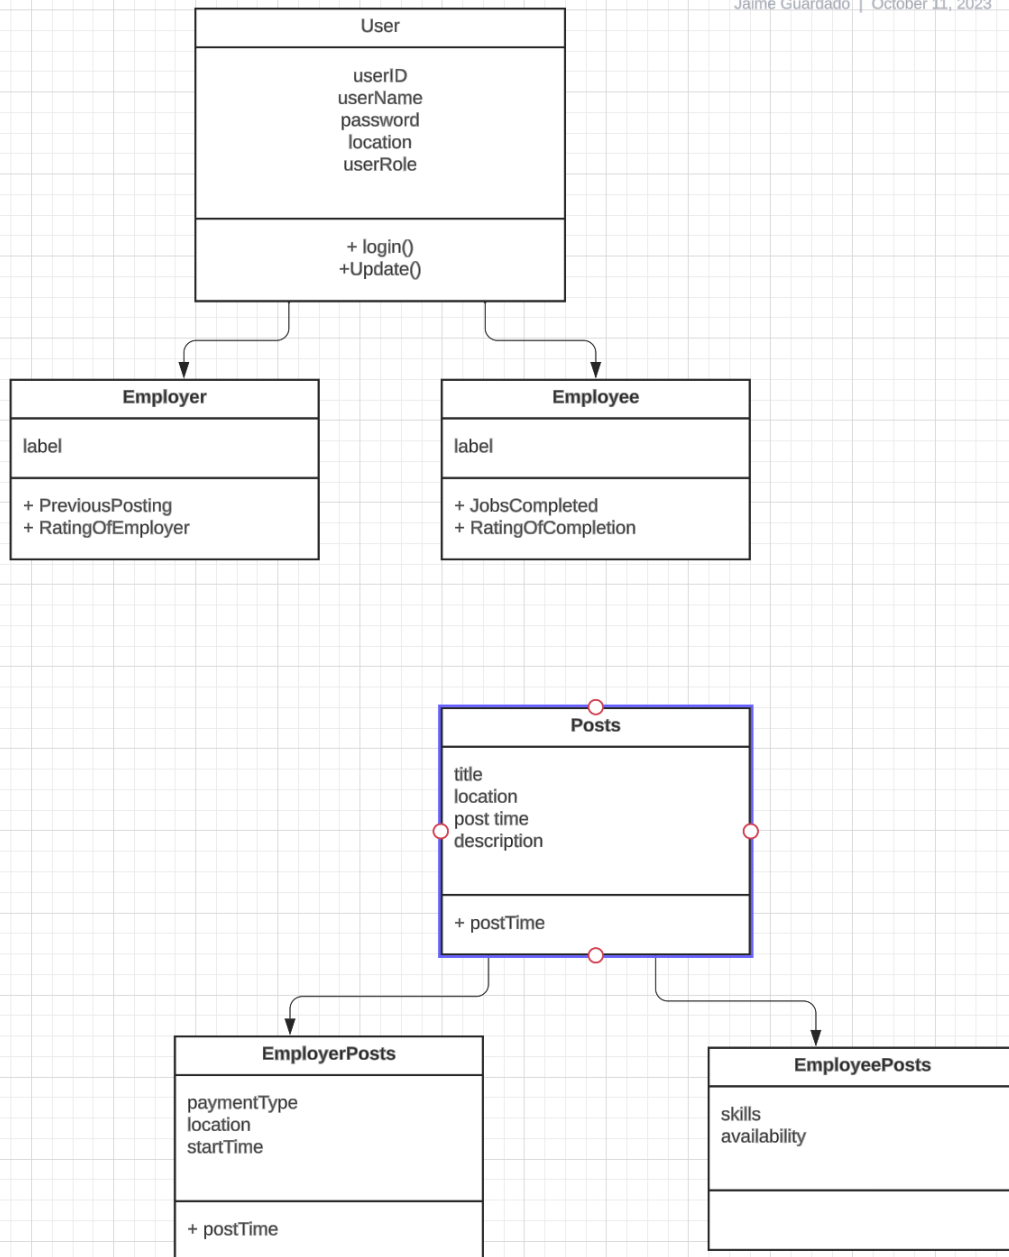 Jaime Guardado | October 11, 2023
User
userID
userName
password
location
userRole
+ login()
+Update()
Employer
label
+ PreviousPosting
+ RatingOfEmployer
Employee
label
+ JobsCompleted
+ RatingOfCompletion
Posts
title
location
post time
description
+ postTime
EmployerPosts
paymentType
location
startTime
+ postTime
EmployeePosts
skills
availability